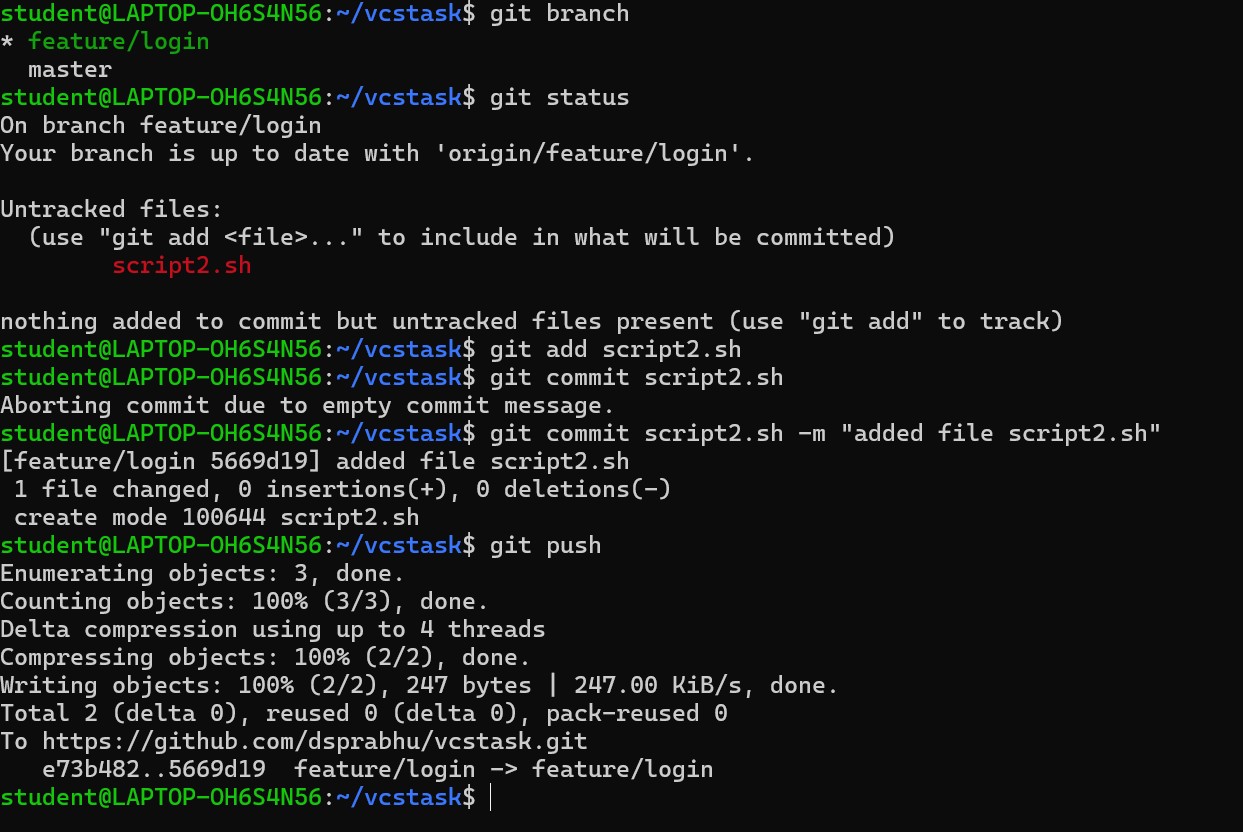 student@LAPTOP-OH6S4N56:~/vcstask$ git branch
* feature/login
  master
student@LAPTOP-OH6S4N56:~/vcstask$ git status
On branch feature/login
Your branch is up to date with 'origin/feature/login'.

Untracked files:
  (use "git add <file>..." to include in what will be committed)
        script2.sh

nothing added to commit but untracked files present (use "git add" to track)
student@LAPTOP-OH6S4N56:~/vcstask$ git add script2.sh
student@LAPTOP-OH6S4N56:~/vcstask$ git commit script2.sh
Aborting commit due to empty commit message.
student@LAPTOP-OH6S4N56:~/vcstask$ git commit script2.sh -m "added file script2.sh"
[feature/login 5669d19] added file script2.sh
 1 file changed, 0 insertions(+), 0 deletions(-)
 create mode 100644 script2.sh
student@LAPTOP-OH6S4N56:~/vcstask$ git push
Enumerating objects: 3, done.
Counting objects: 100% (3/3), done.
Delta compression using up to 4 threads
Compressing objects: 100% (2/2), done.
Writing objects: 100% (2/2), 247 bytes | 247.00 KiB/s, done.
Total 2 (delta 0), reused 0 (delta 0), pack-reused 0
To https://github.com/dsprabhu/vcstask.git
   e73b482..5669d19  feature/login -> feature/login
student@LAPTOP-OH6S4N56:~/vcstask$